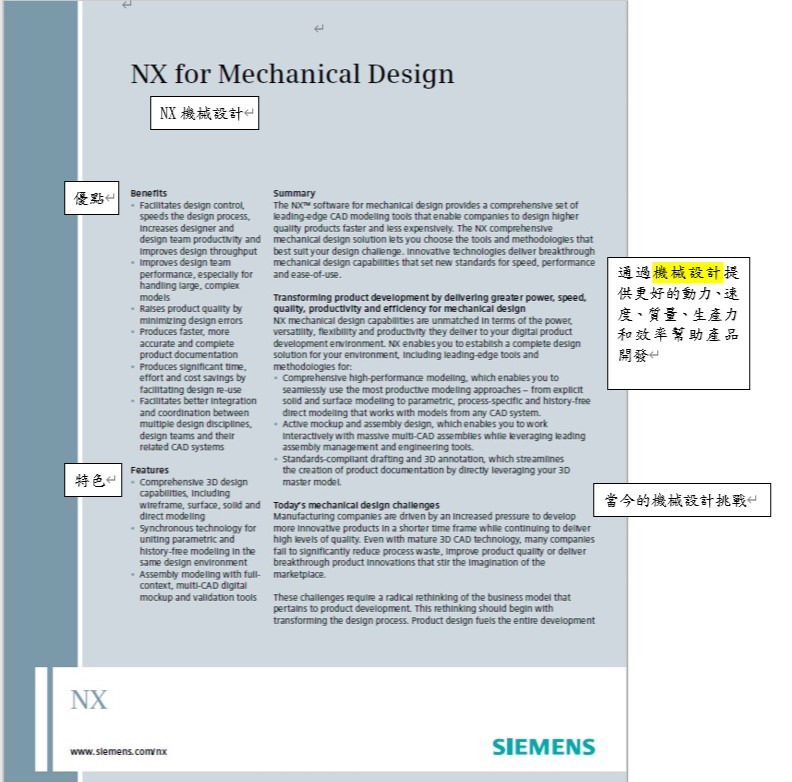 NX for Mechanical Design
NX 機械設計
優點
Benefits
• Facilitates design control,
speeds the design process,
increases designer and
design team productivity and
improves design throughput
• Improves design team
performance, especially for
handling large, complex
models
• Raises product quality by
minimizing design errors
• Produces faster, more
accurate and complete
product documentation
• Produces significant time,
effort and cost savings by
facilitating design re-use
• Facilitates better integration
and coordination between
multiple design disciplines,
design teams and their
related CAD systems
特色
Features
• Comprehensive 3D design
capabilities, including
wireframe, surface, solid and
direct modeling
• Synchronous technology for
uniting parametric and
history-free modeling in the
same design environment
• Assembly modeling with full-
context, multi-CAD digital
mockup and validation tools
Summary
The NX™ software for mechanical design provides a comprehensive set of
leading-edge CAD modeling tools that enable companies to design higher
quality products faster and less expensively. The NX comprehensive
mechanical design solution lets you choose the tools and methodologies that
best suit your design challenge. Innovative technologies deliver breakthrough
mechanical design capabilities that set new standards for speed, performance
and ease-of-use.
Transforming product development by delivering greater power, speed,
quality, productivity and efficiency for mechanical design
NX mechanical design capabilities are unmatched in terms of the power,
versatility, flexibility and productivity they deliver to your digital product
development environment. NX enables you to establish a complete design
solution for your environment, including leading-edge tools and
methodologies for:
• Comprehensive high-performance modeling, which enables you to
seamlessly use the most productive modeling approaches – from explicit
solid and surface modeling to parametric, process-specific and history-free
direct modeling that works with models from any CAD system.
• Active mockup and assembly design, which enables you to work
interactively with massive multi-CAD assemblies while leveraging leading
assembly management and engineering tools.
• Standards-compliant drafting and 3D annotation, which streamlines
the creation of product documentation by directly leveraging your 3D
master model.
Today's mechanical design challenges
Manufacturing companies are driven by an increased pressure to develop
more innovative products in a shorter time frame while continuing to deliver
high levels of quality. Even with mature 3D CAD technology, many companies
fail to significantly reduce process waste, improve product quality or deliver
breakthrough product innovations that stir the imagination of the
marketplace.
These challenges require a radical rethinking of the business model that
pertains to product development. This rethinking should begin with
transforming the design process. Product design fuels the entire development
通過機械設計提
供更好的動力、速
度、質量、生產力
和效率幫助產品
開發
當今的機械設計挑戰
NX
www.siemens.com/nx
SIEMENS